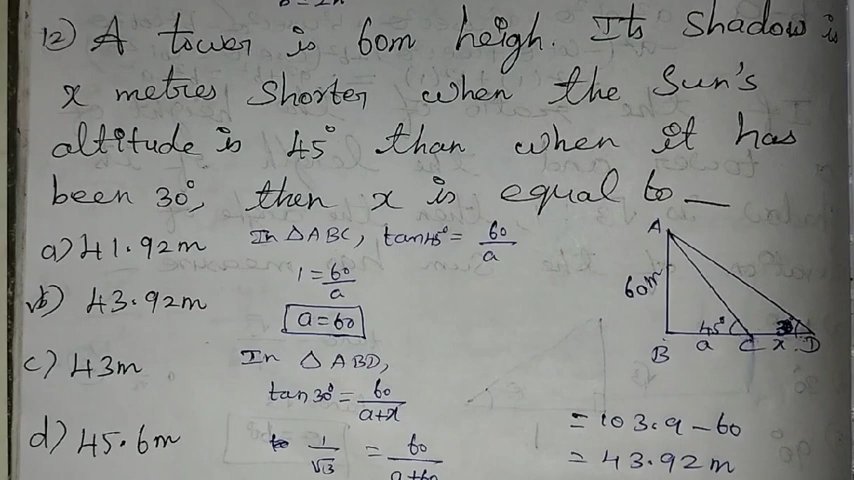 12) A tower is 60m heigh. Its shadow is
x metres shorter when the Sun's
altitude is 45° than when it has
been 30°, then x is equal to —
a) 41.92m
b) 43.92m
c) 43m
d) 45.6m
In △ABC, tan45° = 60/a
1 = 60/a
a = 60
In △ABD,
tan30° = 60/a+x
1/√3 = 60/a+60
A
60m
45°
30°
B
a
C
x
D
= 103.9 - 60
= 43.92m